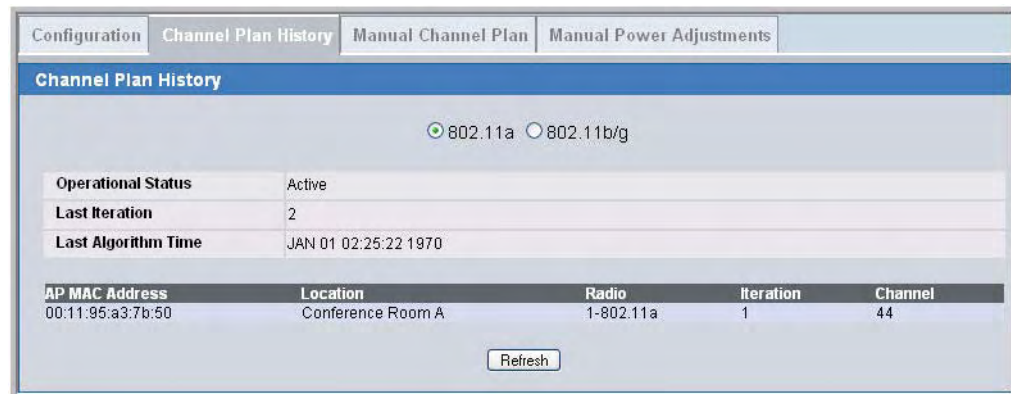 Configuration Channel Plan History Manual Channel Plan Manual Power Adjustments
Channel Plan History
802.11a 802.11b/g
Operational Status Active
Last Iteration 2
Last Algorithm Time JAN 01 02:25:22 1970
AP MAC Address Location Radio Iteration Channel
00:11:95:a3:7b:50 Conference Room A 1-802.11a 1 44
Refresh